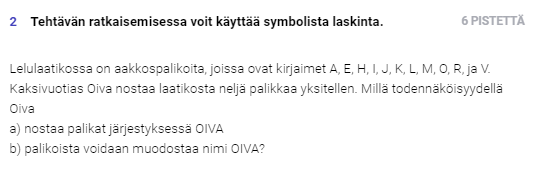 2 Tehtävän ratkaisemisessa voit käyttää symbolista laskinta. 6 PISTETTÄ
Lelulaatikossa on aakkospalikoita, joissa ovat kirjaimet A, E, H, I, J, K, L, M, O, R, ja V.
Kaksivuotias Oiva nostaa laatikosta neljä palikkaa yksitellen. Millä todennäköisyydellä
Oiva
a) nostaa palikat järjestyksessä OIVA
b) palikoista voidaan muodostaa nimi OIVA?